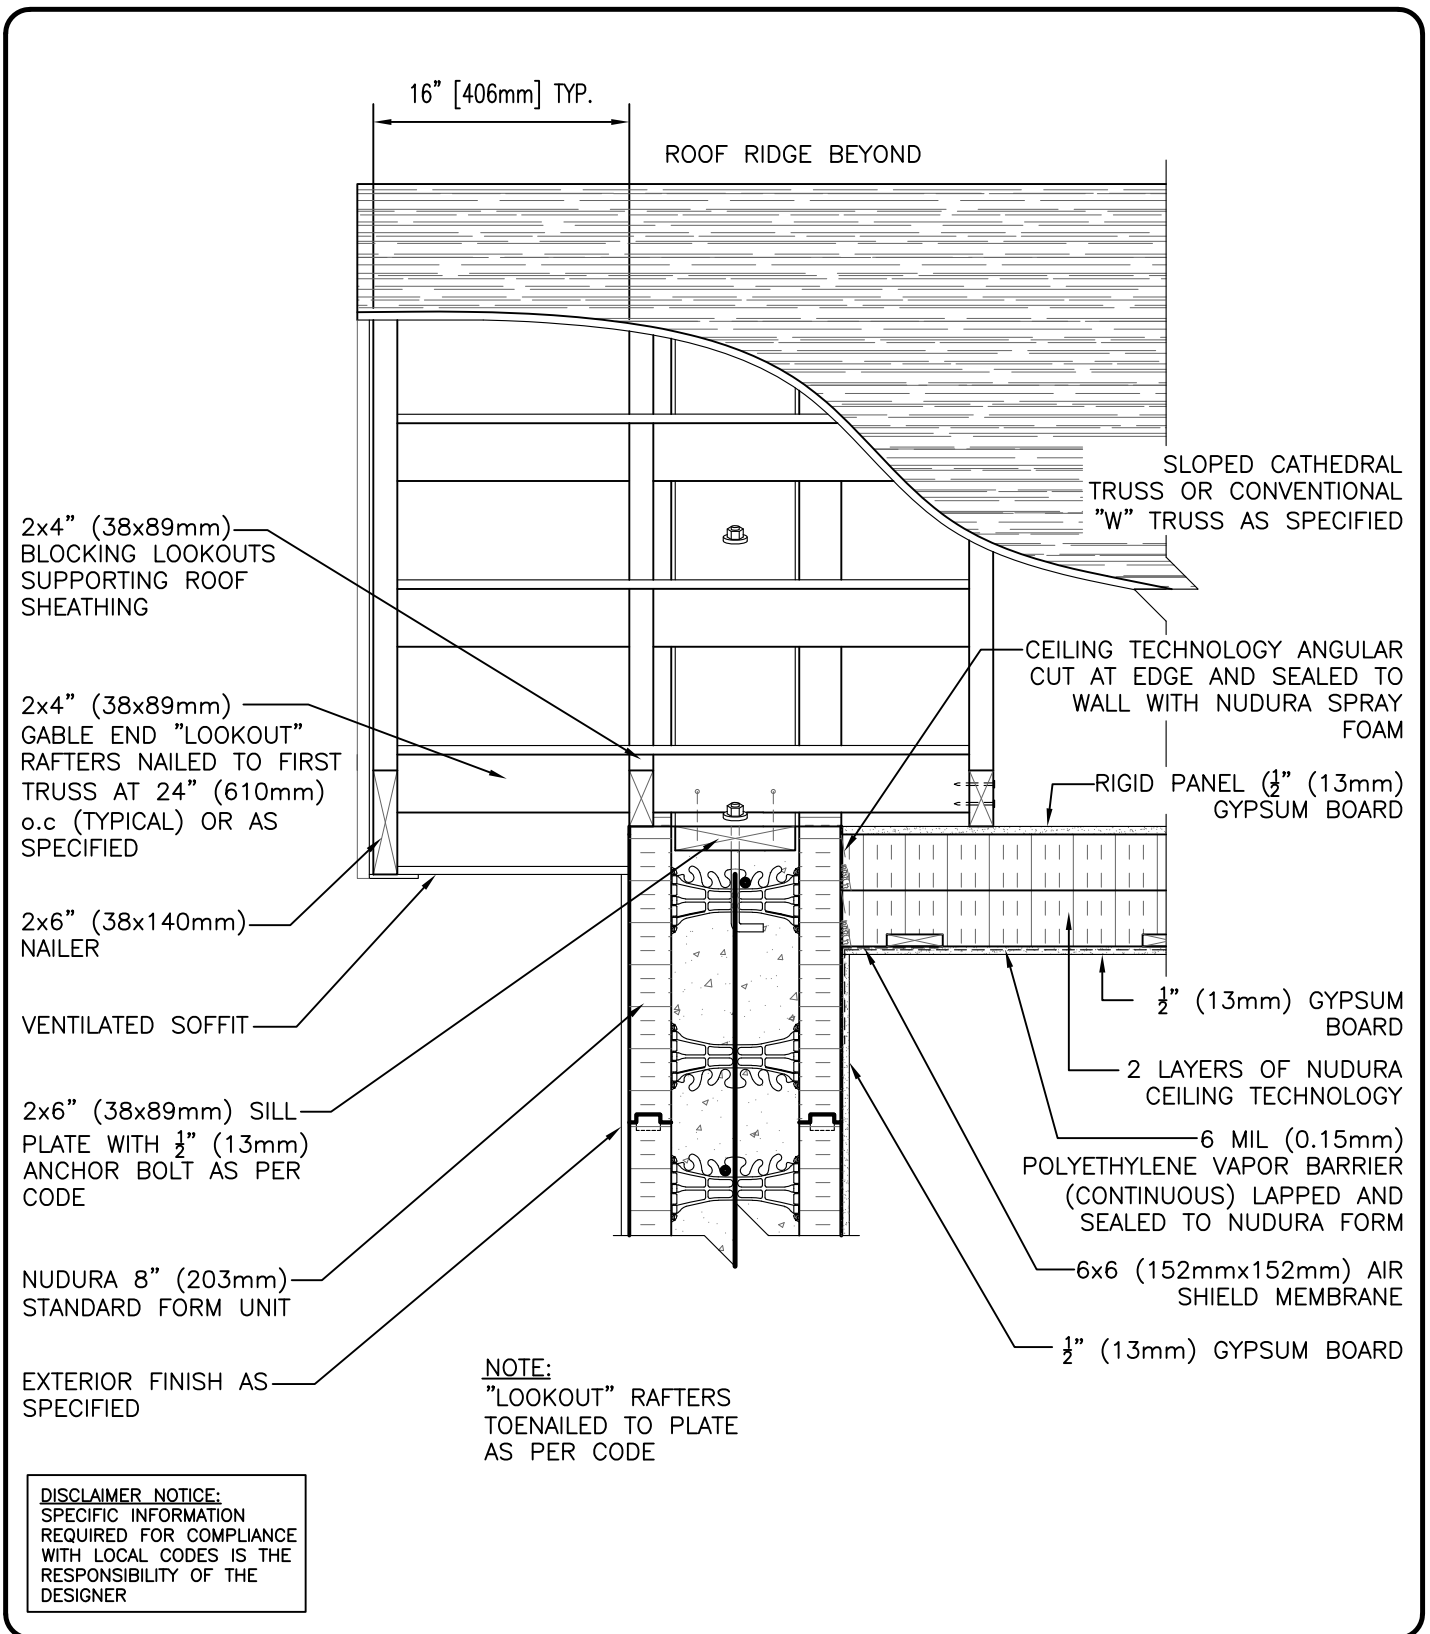 16” [406mm] TYP.
ROOF RIDGE BEYOND
SLOPED CATHEDRAL
TRUSS OR CONVENTIONAL
”W” TRUSS AS SPECIFIED
2x4” (38x89mm)
BLOCKING LOOKOUTS
SUPPORTING ROOF
SHEATHING
2x4” (38x89mm)
GABLE END ”LOOKOUT”
RAFTERS NAILED TO FIRST
TRUSS AT 24” (610mm)
o.c (TYPICAL) OR AS
SPECIFIED
2x6” (38x140mm)
NAILER
VENTILATED SOFFIT
2x6” (38x89mm) SILL
PLATE WITH ½” (13mm)
ANCHOR BOLT AS PER
CODE
NUDURA 8” (203mm)
STANDARD FORM UNIT
EXTERIOR FINISH AS
SPECIFIED
CEILING TECHNOLOGY ANGULAR
CUT AT EDGE AND SEALED TO
WALL WITH NUDURA SPRAY
FOAM
RIGID PANEL (½” (13mm)
GYPSUM BOARD
½” (13mm) GYPSUM
BOARD
2 LAYERS OF NUDURA
CEILING TECHNOLOGY
6 MIL (0.15mm)
POLYETHYLENE VAPOR BARRIER
(CONTINUOUS) LAPPED AND
SEALED TO NUDURA FORM
6x6 (152mmx152mm) AIR
SHIELD MEMBRANE
½” (13mm) GYPSUM BOARD
NOTE:
”LOOKOUT” RAFTERS
TOENAILED TO PLATE
AS PER CODE
DISCLAIMER NOTICE:
SPECIFIC INFORMATION
REQUIRED FOR COMPLIANCE
WITH LOCAL CODES IS THE
RESPONSIBILITY OF THE
DESIGNER